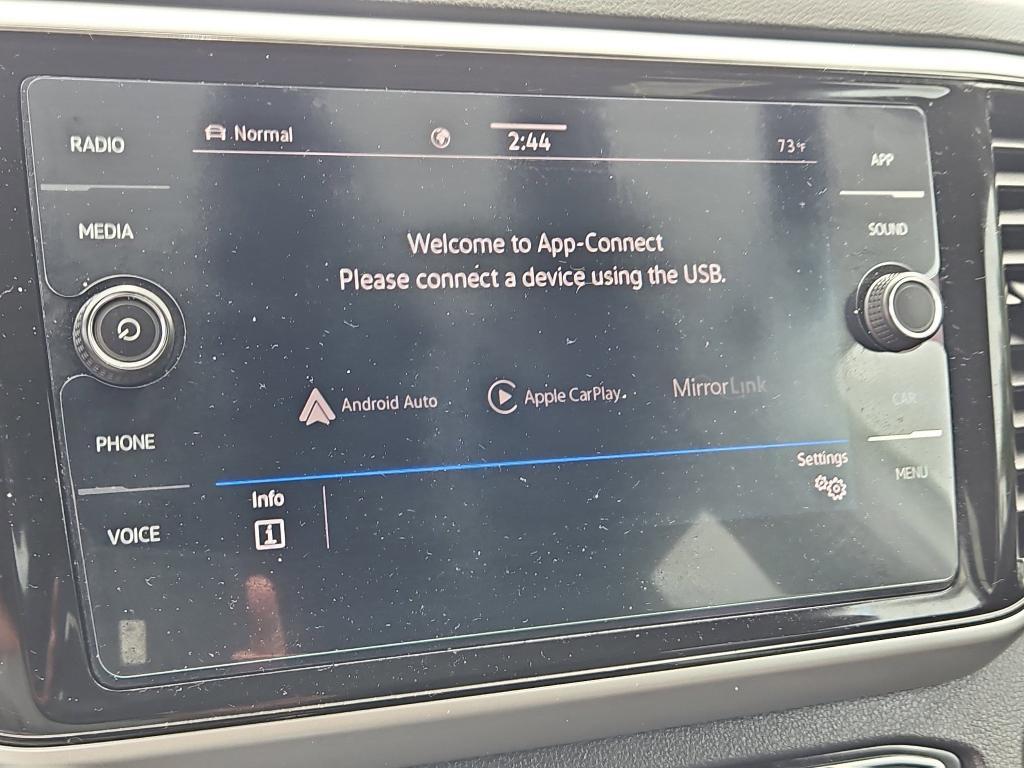 RADIO
Normal
2:44
73°F
APP
MEDIA
SOUND
Welcome to App-Connect
Please connect a device using the USB.
Android Auto
Apple CarPlay.
MirrorLink
CAR
PHONE
Settings
MENU
Info
i
VOICE